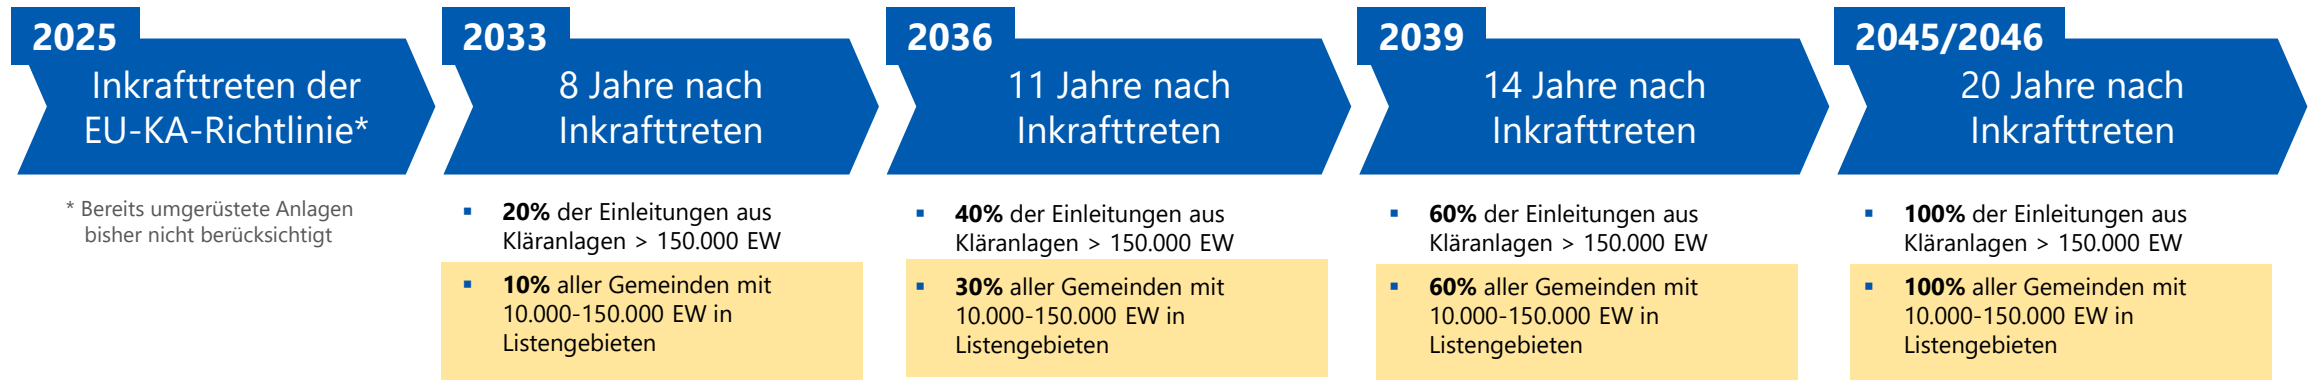 2025
Inkrafttreten der
EU-KA-Richtlinie*
* Bereits umgerüstete Anlagen
bisher nicht berücksichtigt
2033
8 Jahre nach
Inkrafttreten
▪ 20% der Einleitungen aus
Kläranlagen > 150.000 EW
▪ 10% aller Gemeinden mit
10.000-150.000 EW in
Listengebieten
2036
11 Jahre nach
Inkrafttreten
▪ 40% der Einleitungen aus
Kläranlagen > 150.000 EW
▪ 30% aller Gemeinden mit
10.000-150.000 EW in
Listengebieten
2039
14 Jahre nach
Inkrafttreten
▪ 60% der Einleitungen aus
Kläranlagen > 150.000 EW
▪ 60% aller Gemeinden mit
10.000-150.000 EW in
Listengebieten
2045/2046
20 Jahre nach
Inkrafttreten
▪ 100% der Einleitungen aus
Kläranlagen > 150.000 EW
▪ 100% aller Gemeinden mit
10.000-150.000 EW in
Listengebieten